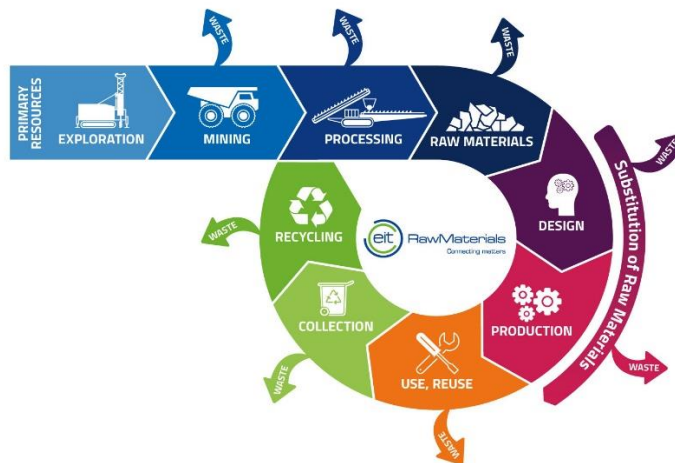 WASTE
WASTE
WASTE
PRIMARY
RESOURCES
EXPLORATION
MINING
PROCESSING
RAW MATERIALS
WASTE
Substitution of Raw Materials
DESIGN
RECYCLING
WASTE
eit RawMaterials
Connecting matters
COLLECTION
PRODUCTION
USE, REUSE
WASTE
WASTE
WASTE